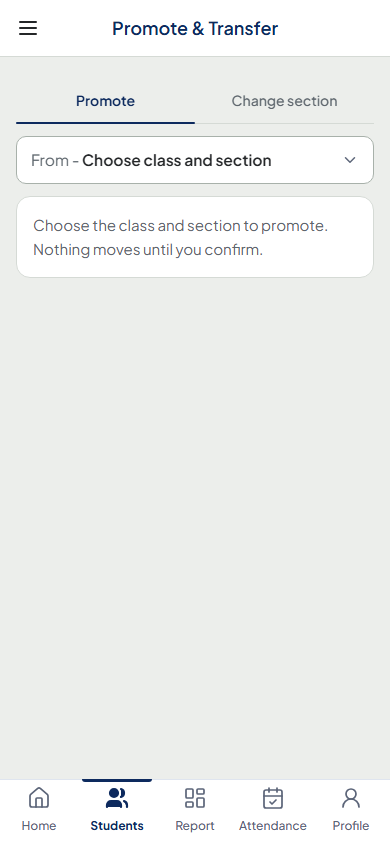 Promote & Transfer
Promote
Change section
From - Choose class and section
Choose the class and section to promote.
Nothing moves until you confirm.
Home
Students
Report
Attendance
Profile